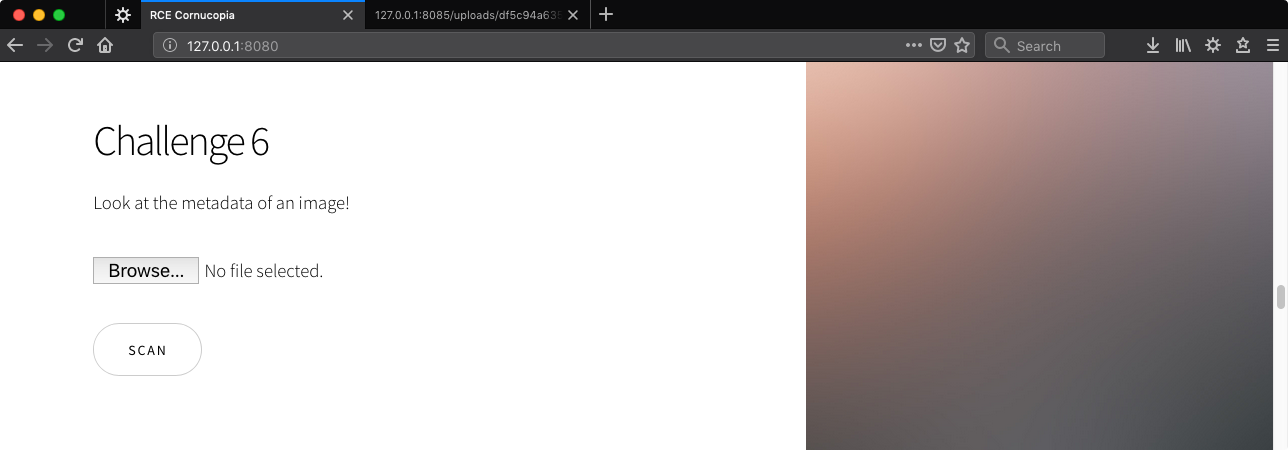 RCE Cornucopia
127.0.0.1:8085/uploads/df5c94a635
127.0.0.1:8080
Search
Challenge 6
Look at the metadata of an image!
Browse... No file selected.
SCAN